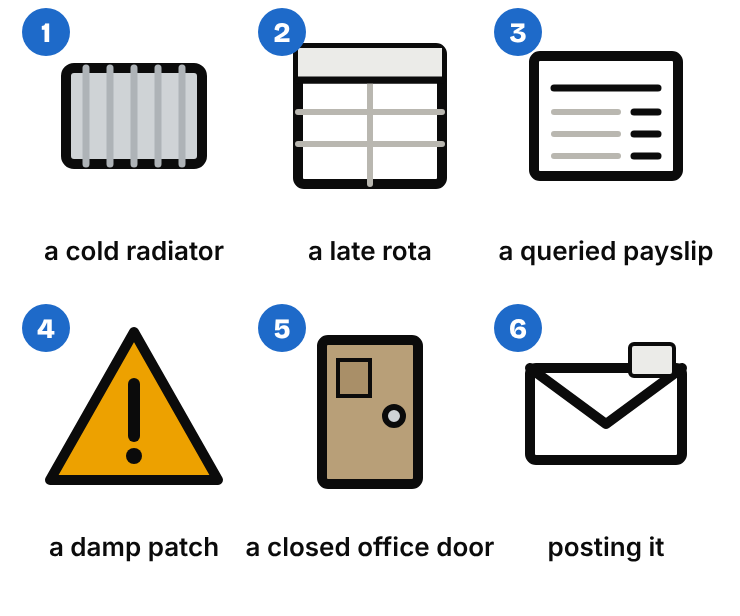 1
2
3
a cold radiator
a late rota
a queried payslip
4
5
6
a damp patch
a closed office door
posting it